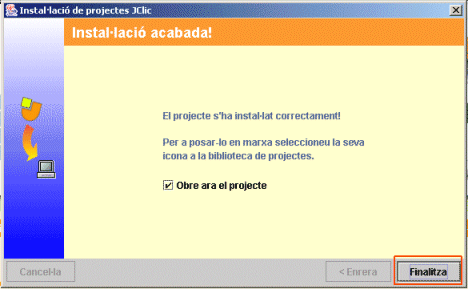 Instal·lació de projectes JClic
Instal·lació acabada!
El projecte s'ha instal·lat correctament!
Per a posar-lo en marxa seleccioneu la seva
icona a la biblioteca de projectes.
Obre ara el projecte
Cancel·la
< Enrera
Finalitza